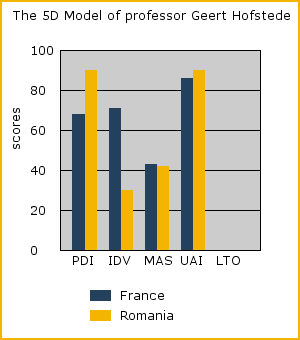 The 5D Model of professor Geert Hofstede
100
80
60
40
20
0
scores
PDI IDV MAS UAI LTO
France
Romania